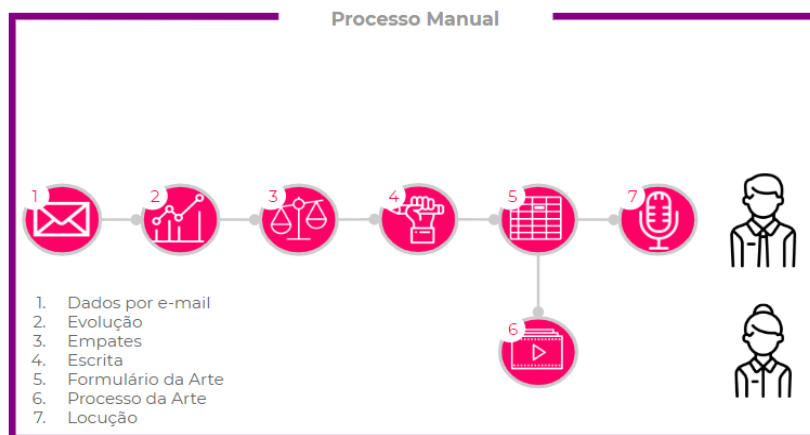 Processo Manual
1
2
3
4
5
7
6
1. Dados por e-mail
2. Evolução
3. Empates
4. Escrita
5. Formulário da Arte
6. Processo da Arte
7. Locução